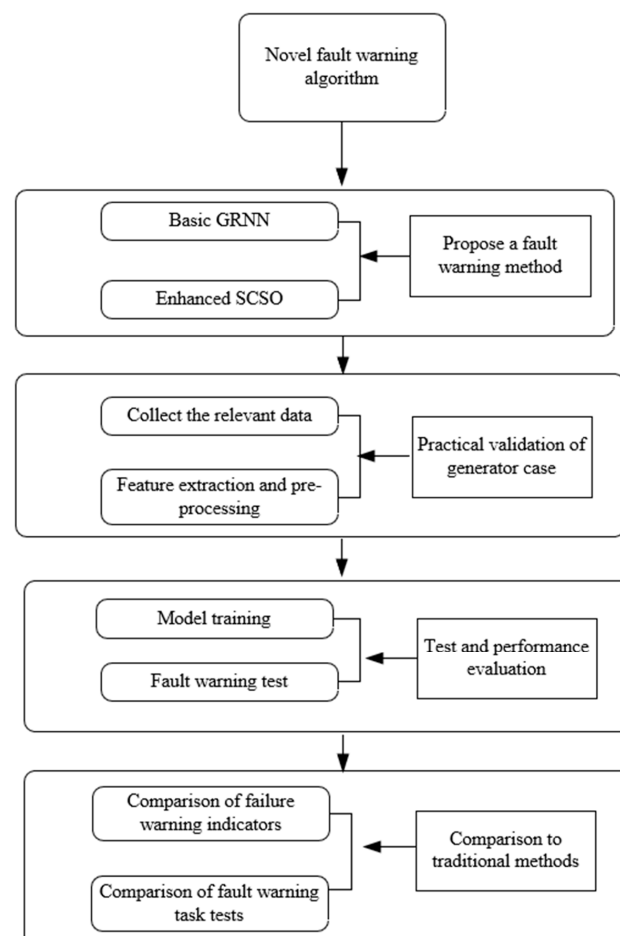 Novel fault warning
algorithm
Basic GRNN
Enhanced SCSO
Propose a fault
warning method
Collect the relevant data
Feature extraction and pre-
processing
Practical validation of
generator case
Model training
Fault warning test
Test and performance
evaluation
Comparison of failure
warning indicators
Comparison of fault warning
task tests
Comparison to
traditional methods